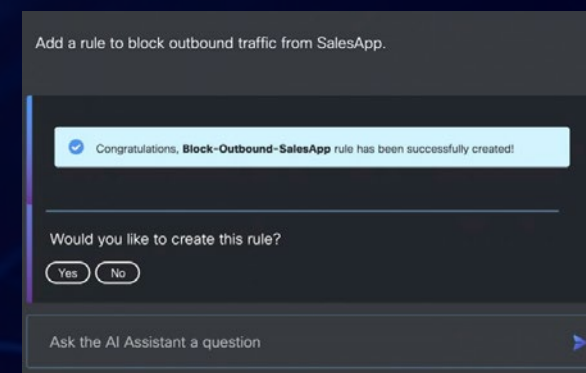 Add a rule to block outbound traffic from SalesApp.
Congratulations, Block-Outbound-SalesApp rule has been successfully created!
Would you like to create this rule?
Yes No
Ask the AI Assistant a question